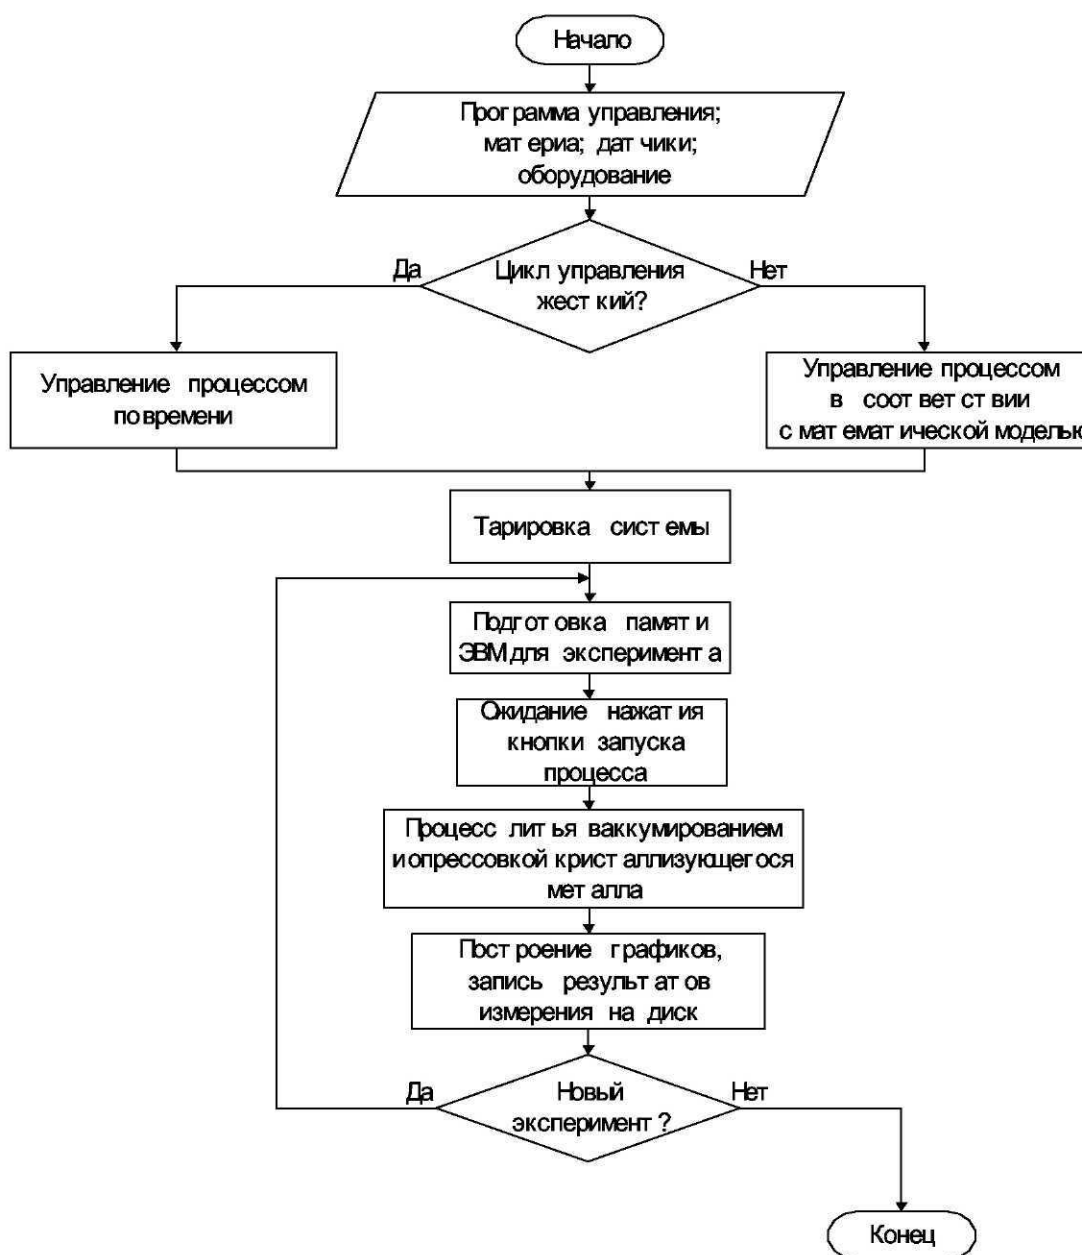 Начало
Программа управления;
материа; датчики;
оборудование
Да
Цикл управления
жесткий?
Нет
Управление процессом
по времени
Управление процессом
в соответствии
с математической моделью
Тарировка системы
Подготовка памяти
ЭВМ для эксперимента
Ожидание нажатия
кнопки запуска
процесса
Процесс литья ваккумированием
и опрессовкой кристаллизующегося
металла
Построение графиков,
запись результатов
измерения на диск
Да
Новый
эксперимент?
Нет
Конец